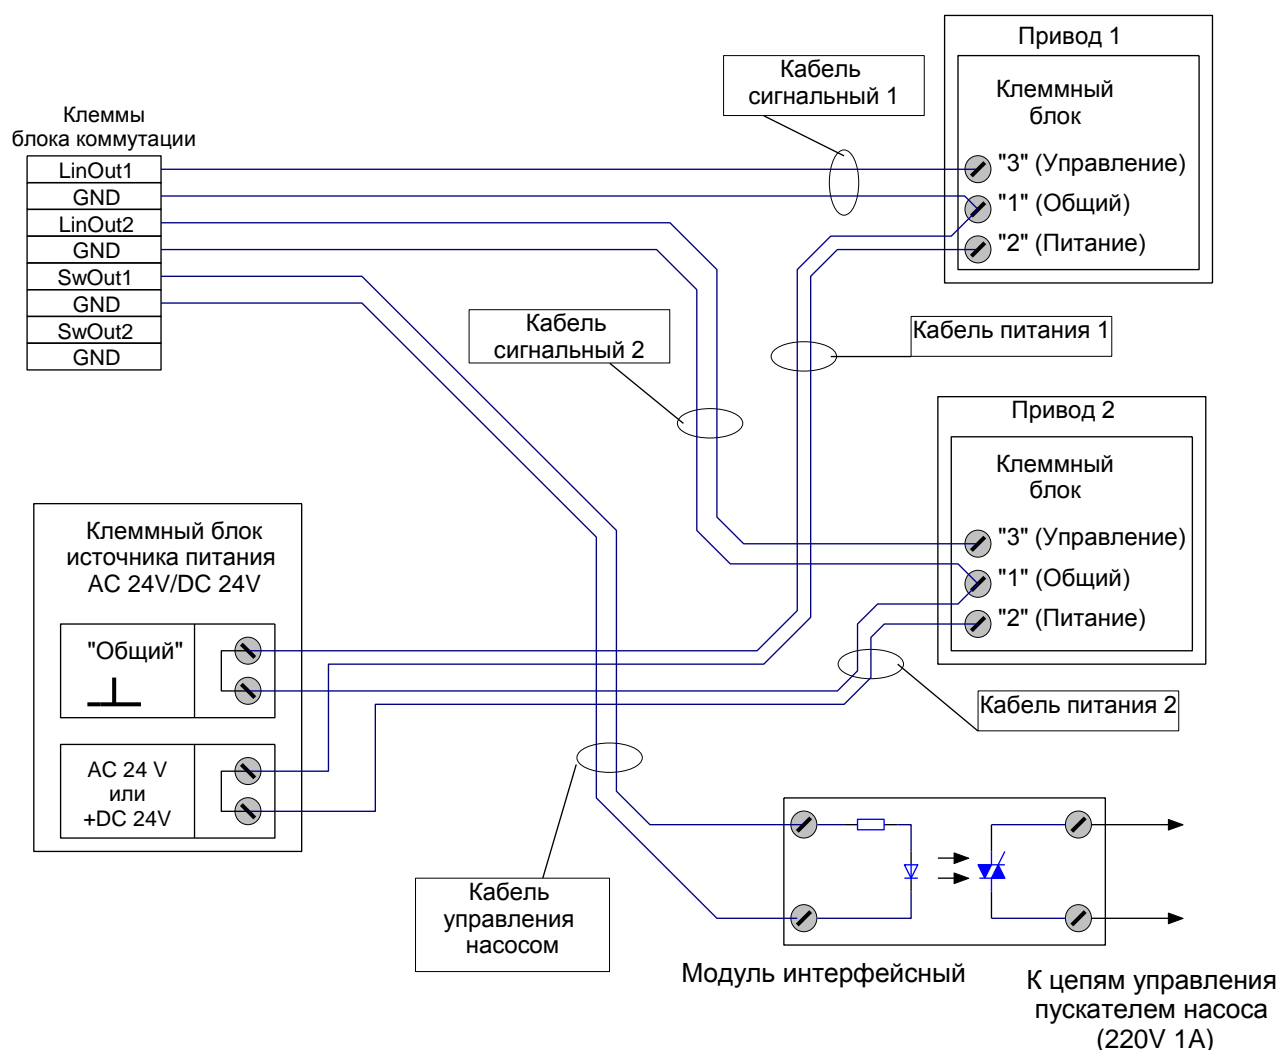 Привод 1
Клеммный
блок
"3" (Управление)
"1" (Общий)
"2" (Питание)
Кабель
сигнальный 1
Клеммы
блока коммутации
LinOut1
GND
LinOut2
GND
SwOut1
GND
SwOut2
GND
Кабель
сигнальный 2
Кабель питания 1
Привод 2
Клеммный
блок
"3" (Управление)
"1" (Общий)
"2" (Питание)
Клеммный блок
источника питания
AC 24V/DC 24V
"Общий"
AC 24 V
или
+DC 24V
Кабель питания 2
Кабель
управления
насосом
Модуль интерфейсный
К цепям управления
пускателем насоса
(220V 1A)